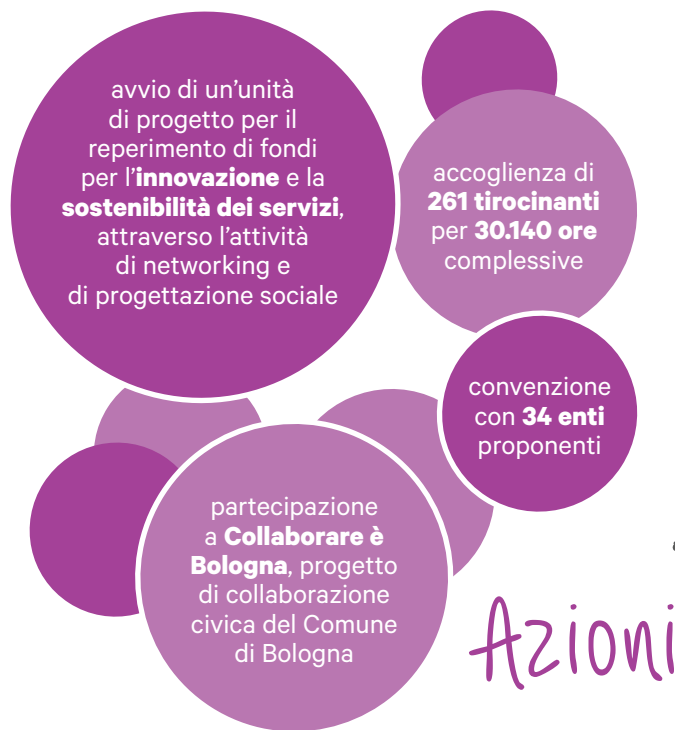 avvio di un’unità
di progetto per il
reperimento di fondi
per l’innovazione e la
sostenibilità dei servizi,
attraverso l’attività
di networking e
di progettazione sociale
accoglienza di
261 tirocinanti
per 30.140 ore
complessive
convenzione
con 34 enti
proponenti
partecipazione
a Collaborare è
Bologna, progetto
di collaborazione
civica del Comune
di Bologna
Azioni